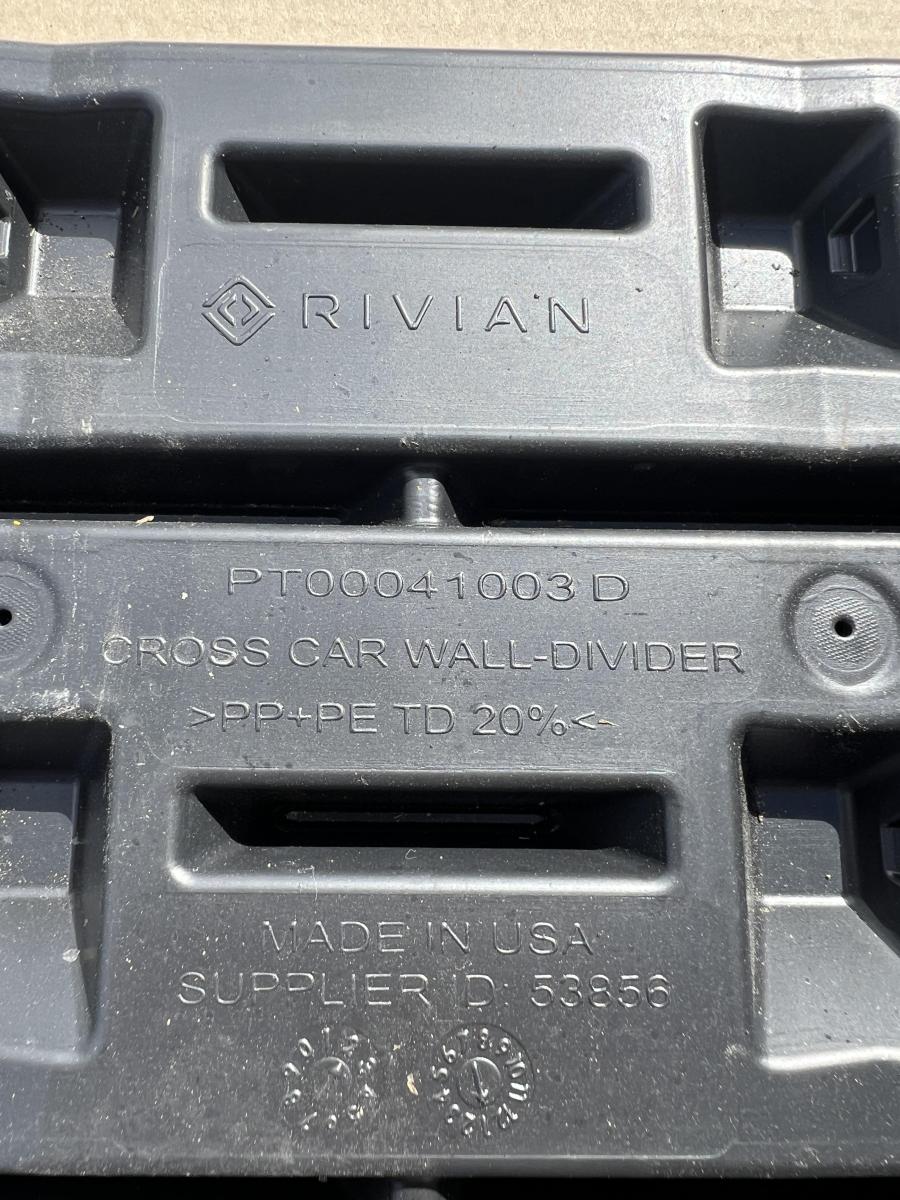 RIVIAN
PT00041003 D
CROSS CAR WALL-DIVIDER
>PP+PE TD 20%<
MADE IN USA
SUPPLIER ID: 53856